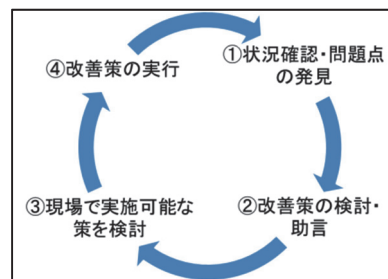 ①状況確認・問題点
の発見
②改善策の検討・
助言
③現場で実施可能な
策を検討
④改善策の実行